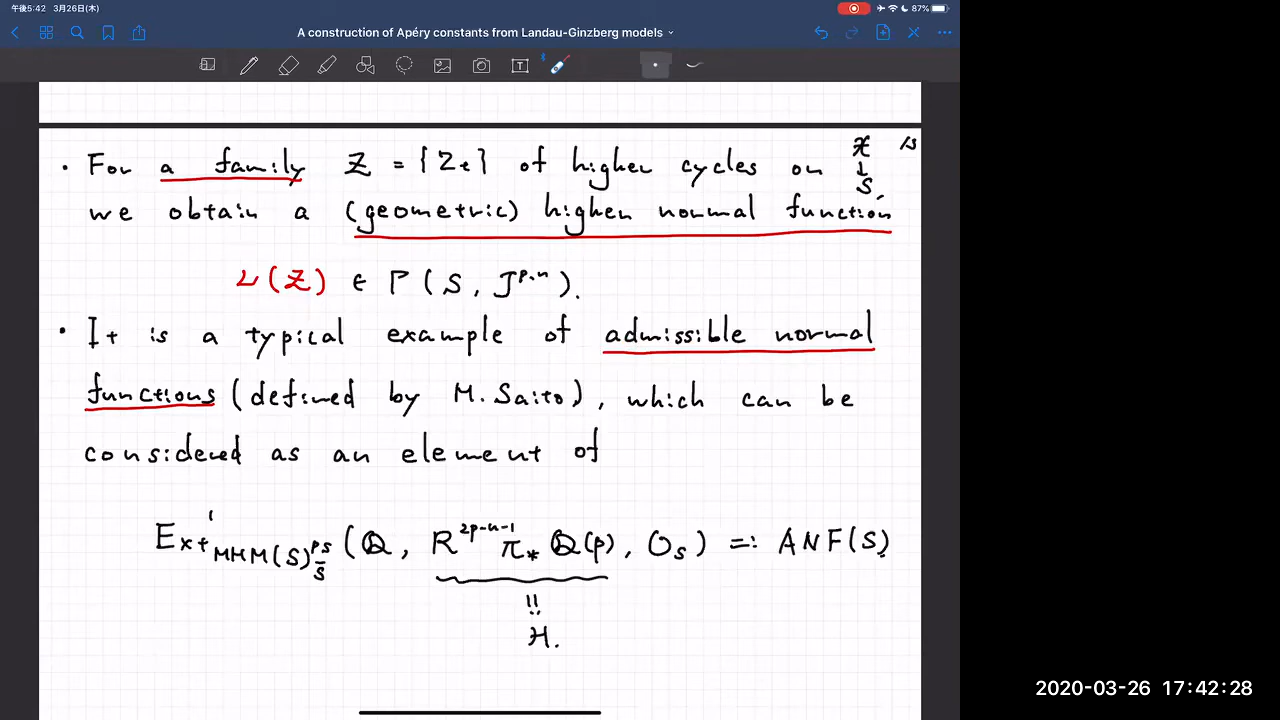 午後5:42 3月26日(木)
87%
A construction of Apéry constants from Landau-Ginzberg models
• For a family Z = {Z_t} of higher cycles on X ↓ S,
we obtain a (geometric) higher normal function
ν(Z) ∈ Γ(S, J^{p,n}).
• It is a typical example of admissible normal
functions (defined by M. Saito), which can be
considered as an element of
Ext^1_{MHM(S)^{ps}_{S̄}} (Q, R^{2p-n-1} π_* Q(p), O_S) =: ANF(S)
!!
H.
2020-03-26 17:42:28